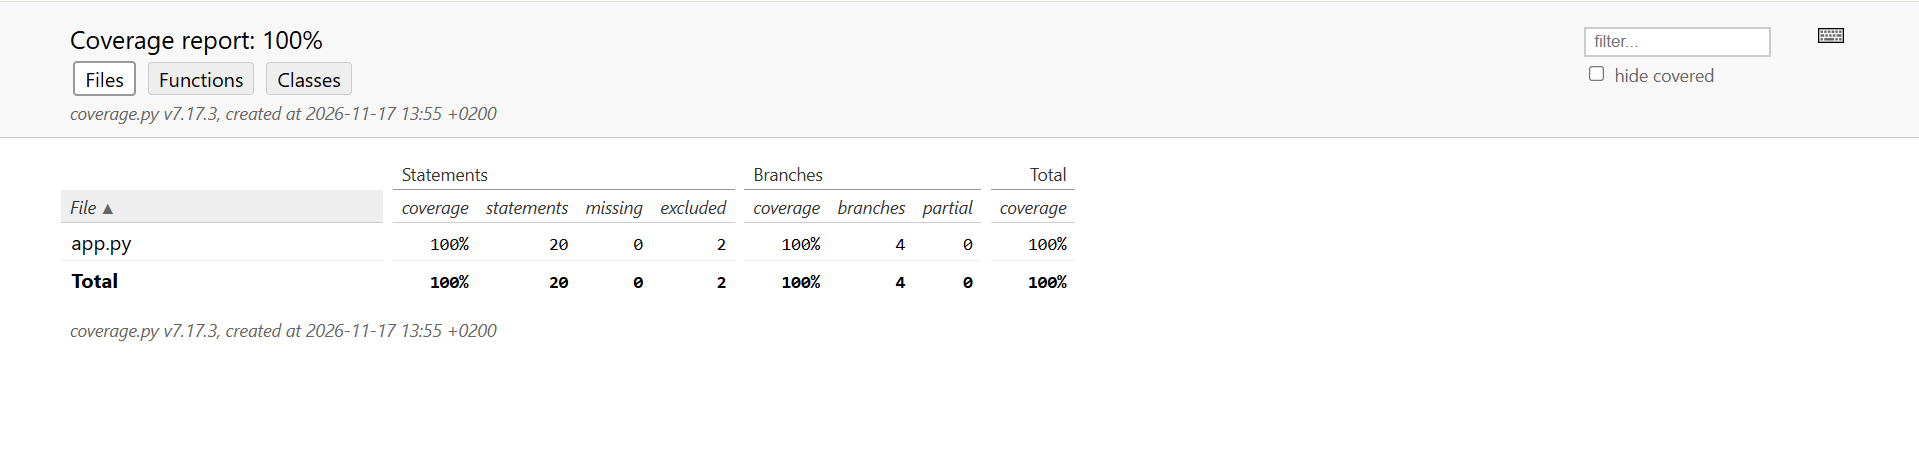 Coverage report: 100%
filter...
hide covered
Files Functions Classes
coverage.py v7.17.3, created at 2026-11-17 13:55 +0200
Statements Branches Total
File ▲ coverage statements missing excluded coverage branches partial coverage
app.py 100% 20 0 2 100% 4 0 100%
Total 100% 20 0 2 100% 4 0 100%
coverage.py v7.17.3, created at 2026-11-17 13:55 +0200